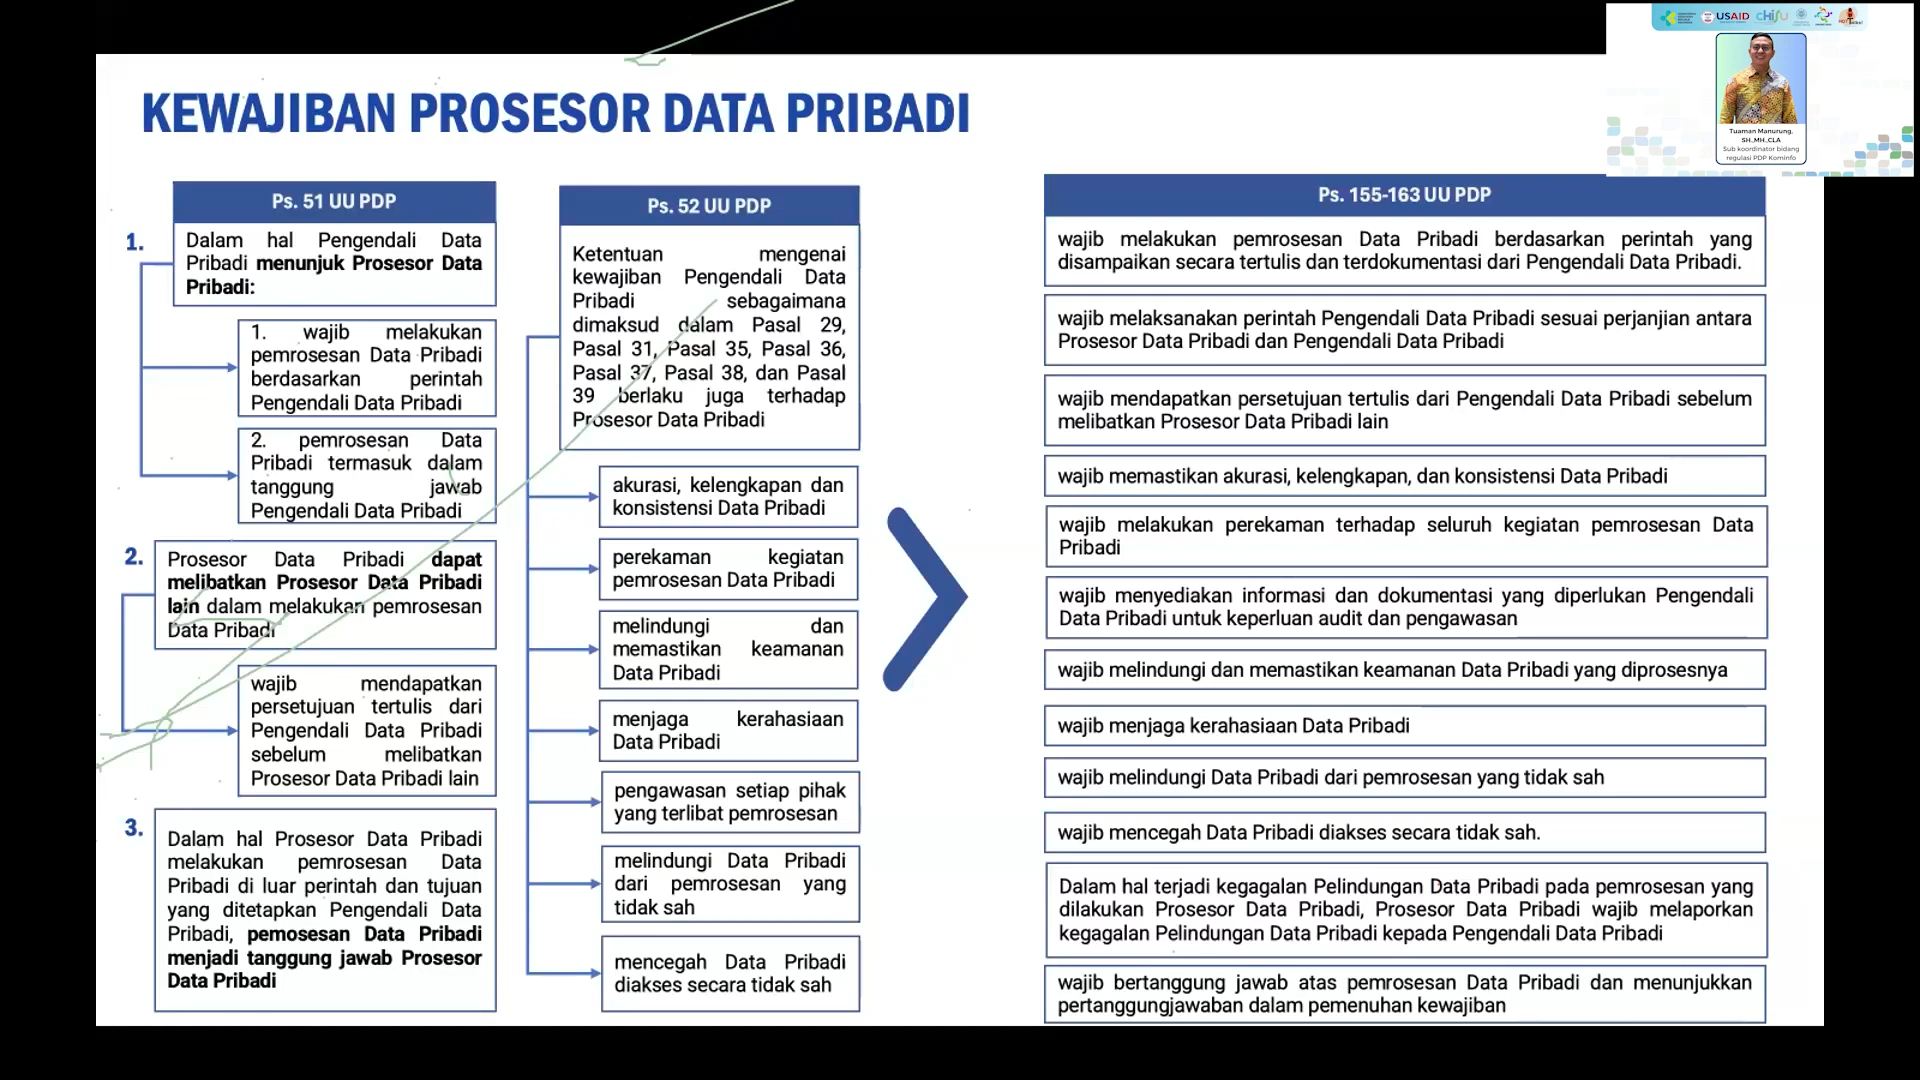 USAID CHISU
Tuaman Manurung,
SH_MH_CLA
Sub koordinator bidang
regulasi PDP Kominfo
KEWAJIBAN PROSESOR DATA PRIBADI
Ps. 51 UU PDP
1.
Dalam hal Pengendali Data
Pribadi menunjuk Prosesor Data
Pribadi:
1. wajib melakukan
pemrosesan Data Pribadi
berdasarkan perintah
Pengendali Data Pribadi
2. pemrosesan Data
Pribadi termasuk dalam
tanggung jawab
Pengendali Data Pribadi
2.
Prosesor Data Pribadi dapat
melibatkan Prosesor Data Pribadi
lain dalam melakukan pemrosesan
Data Pribadi
wajib mendapatkan
persetujuan tertulis dari
Pengendali Data Pribadi
sebelum melibatkan
Prosesor Data Pribadi lain
3.
Dalam hal Prosesor Data Pribadi
melakukan pemrosesan Data
Pribadi di luar perintah dan tujuan
yang ditetapkan Pengendali Data
Pribadi, pemosesan Data Pribadi
menjadi tanggung jawab Prosesor
Data Pribadi
Ps. 52 UU PDP
Ketentuan mengenai
kewajiban Pengendali Data
Pribadi sebagaimana
dimaksud dalam Pasal 29,
Pasal 31, Pasal 35, Pasal 36,
Pasal 37, Pasal 38, dan Pasal
39 berlaku juga terhadap
Prosesor Data Pribadi
akurasi, kelengkapan dan
konsistensi Data Pribadi
perekaman kegiatan
pemrosesan Data Pribadi
melindungi dan
memastikan keamanan
Data Pribadi
menjaga kerahasiaan
Data Pribadi
pengawasan setiap pihak
yang terlibat pemrosesan
melindungi Data Pribadi
dari pemrosesan yang
tidak sah
mencegah Data Pribadi
diakses secara tidak sah
Ps. 155-163 UU PDP
wajib melakukan pemrosesan Data Pribadi berdasarkan perintah yang
disampaikan secara tertulis dan terdokumentasi dari Pengendali Data Pribadi.
wajib melaksanakan perintah Pengendali Data Pribadi sesuai perjanjian antara
Prosesor Data Pribadi dan Pengendali Data Pribadi
wajib mendapatkan persetujuan tertulis dari Pengendali Data Pribadi sebelum
melibatkan Prosesor Data Pribadi lain
wajib memastikan akurasi, kelengkapan, dan konsistensi Data Pribadi
wajib melakukan perekaman terhadap seluruh kegiatan pemrosesan Data
Pribadi
wajib menyediakan informasi dan dokumentasi yang diperlukan Pengendali
Data Pribadi untuk keperluan audit dan pengawasan
wajib melindungi dan memastikan keamanan Data Pribadi yang diprosesnya
wajib menjaga kerahasiaan Data Pribadi
wajib melindungi Data Pribadi dari pemrosesan yang tidak sah
wajib mencegah Data Pribadi diakses secara tidak sah.
Dalam hal terjadi kegagalan Pelindungan Data Pribadi pada pemrosesan yang
dilakukan Prosesor Data Pribadi, Prosesor Data Pribadi wajib melaporkan
kegagalan Pelindungan Data Pribadi kepada Pengendali Data Pribadi
wajib bertanggung jawab atas pemrosesan Data Pribadi dan menunjukkan
pertanggungjawaban dalam pemenuhan kewajiban